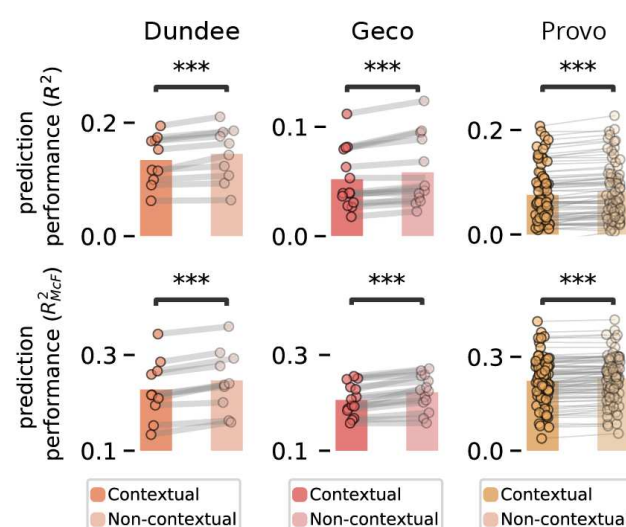 Dundee Geco Provo
*** *** ***
prediction
performance (R²)
0.2 0.1 0.2
0.0 0.0 0.0
*** *** ***
prediction
performance (R²McF)
0.3 0.3 0.3
0.1 0.1 0.0
Contextual Contextual Contextual
Non-contextual Non-contextual Non-contextua